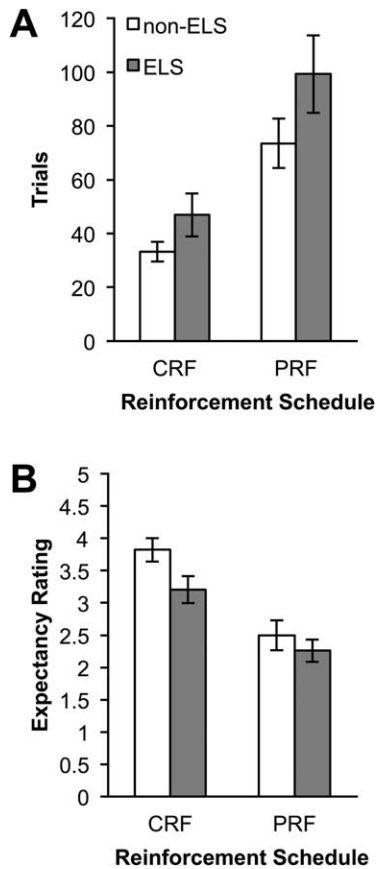 A
non-ELS
ELS
120
100
80
60
40
20
0
Trials
CRF PRF
Reinforcement Schedule
B
5
4.5
4
3.5
3
2.5
2
1.5
1
0.5
0
Expectancy Rating
CRF PRF
Reinforcement Schedule